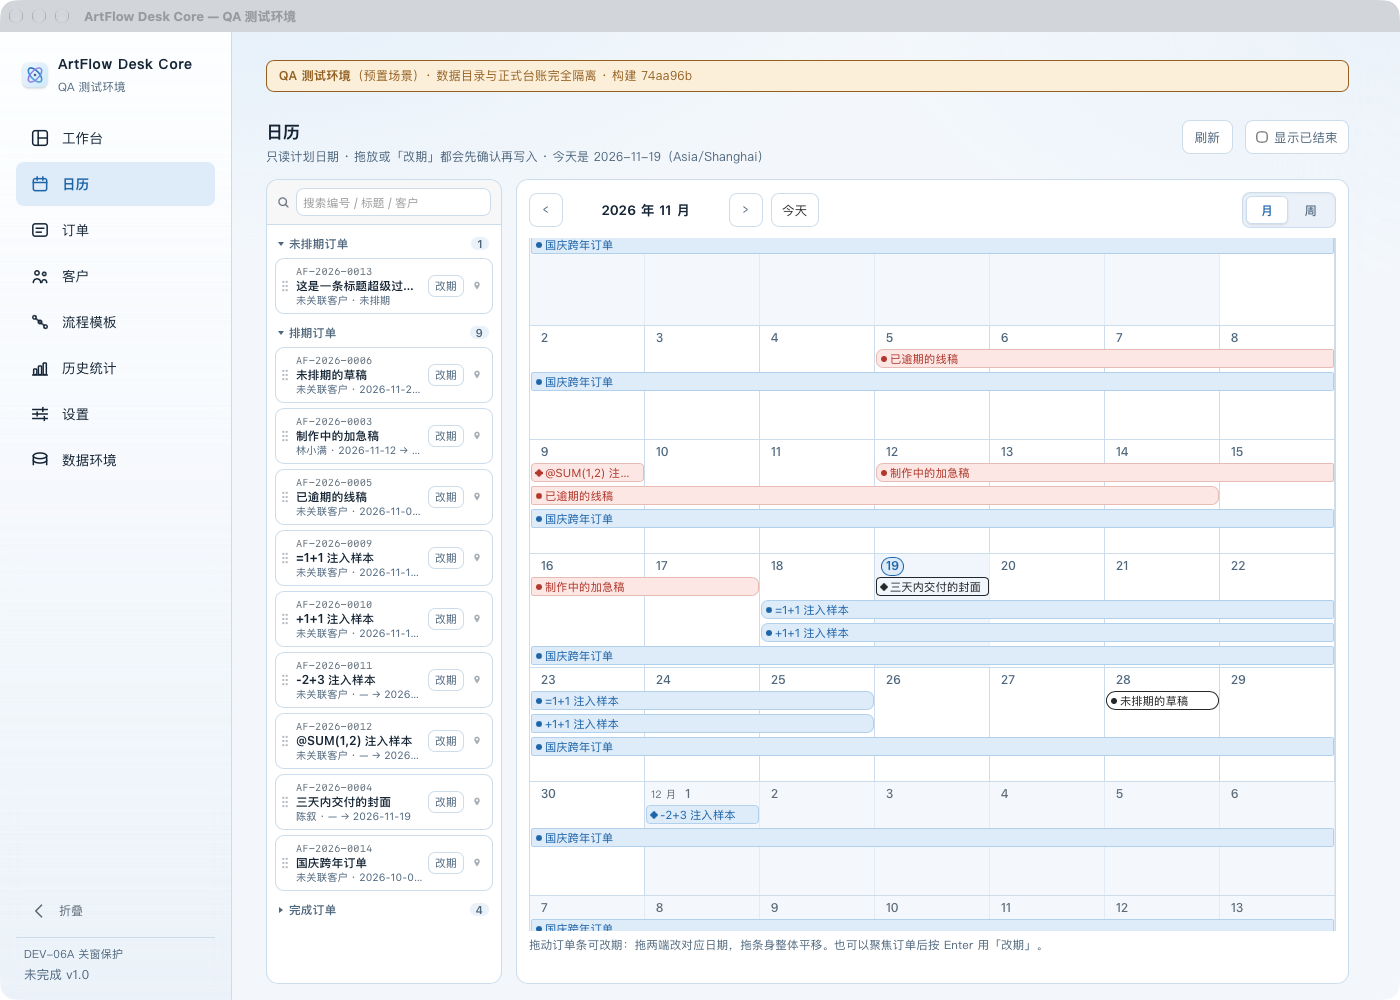 ArtFlow Desk Core — QA 测试环境
ArtFlow Desk Core
QA 测试环境
工作台
日历
订单
客户
流程模板
历史统计
设置
数据环境
折叠
DEV-06A 关窗保护
未完成 v1.0
QA 测试环境（预置场景）· 数据目录与正式台账完全隔离 · 构建 74aa96b
日历
只读计划日期 · 拖放或「改期」都会先确认再写入 · 今天是 2026-11-19（Asia/Shanghai）
刷新
显示已结束
搜索编号 / 标题 / 客户
未排期订单 1
AF-2026-0013
这是一条标题超级过...
未关联客户 · 未排期
改期
排期订单 9
AF-2026-0006
未排期的草稿
未关联客户 · 2026-11-2...
改期
AF-2026-0003
制作中的加急稿
林小满 · 2026-11-12 → ...
改期
AF-2026-0005
已逾期的线稿
未关联客户 · 2026-11-0...
改期
AF-2026-0009
=1+1 注入样本
未关联客户 · 2026-11-1...
改期
AF-2026-0010
+1+1 注入样本
未关联客户 · 2026-11-1...
改期
AF-2026-0011
-2+3 注入样本
未关联客户 · — → 2026...
改期
AF-2026-0012
@SUM(1,2) 注入样本
未关联客户 · — → 2026...
改期
AF-2026-0004
三天内交付的封面
陈叙 · — → 2026-11-19
改期
AF-2026-0014
国庆跨年订单
未关联客户 · 2026-10-0...
改期
完成订单 4
< 2026 年 11 月 > 今天
月 周
国庆跨年订单
2 3 4 5 6 7 8
已逾期的线稿
国庆跨年订单
9 10 11 12 13 14 15
@SUM(1,2) 注... 制作中的加急稿
已逾期的线稿
国庆跨年订单
16 17 18 19 20 21 22
制作中的加急稿 三天内交付的封面
=1+1 注入样本
+1+1 注入样本
国庆跨年订单
23 24 25 26 27 28 29
=1+1 注入样本 未排期的草稿
+1+1 注入样本
国庆跨年订单
30 12 月 1 2 3 4 5 6
-2+3 注入样本
国庆跨年订单
7 8 9 10 11 12 13
国庆跨年订单
拖动订单条可改期：拖两端改对应日期，拖条身整体平移。也可以聚焦订单后按 Enter 用「改期」。